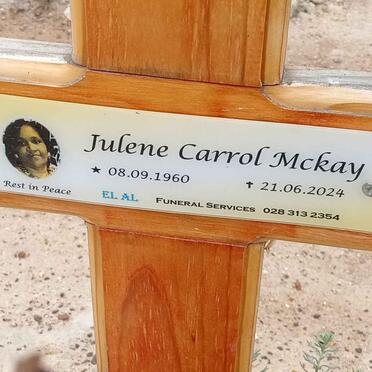 Julene Carrol Mckay
★ 08.09.1960 ✝ 21.06.2024
Rest in Peace
EL AL FUNERAL SERVICES 028 313 2354